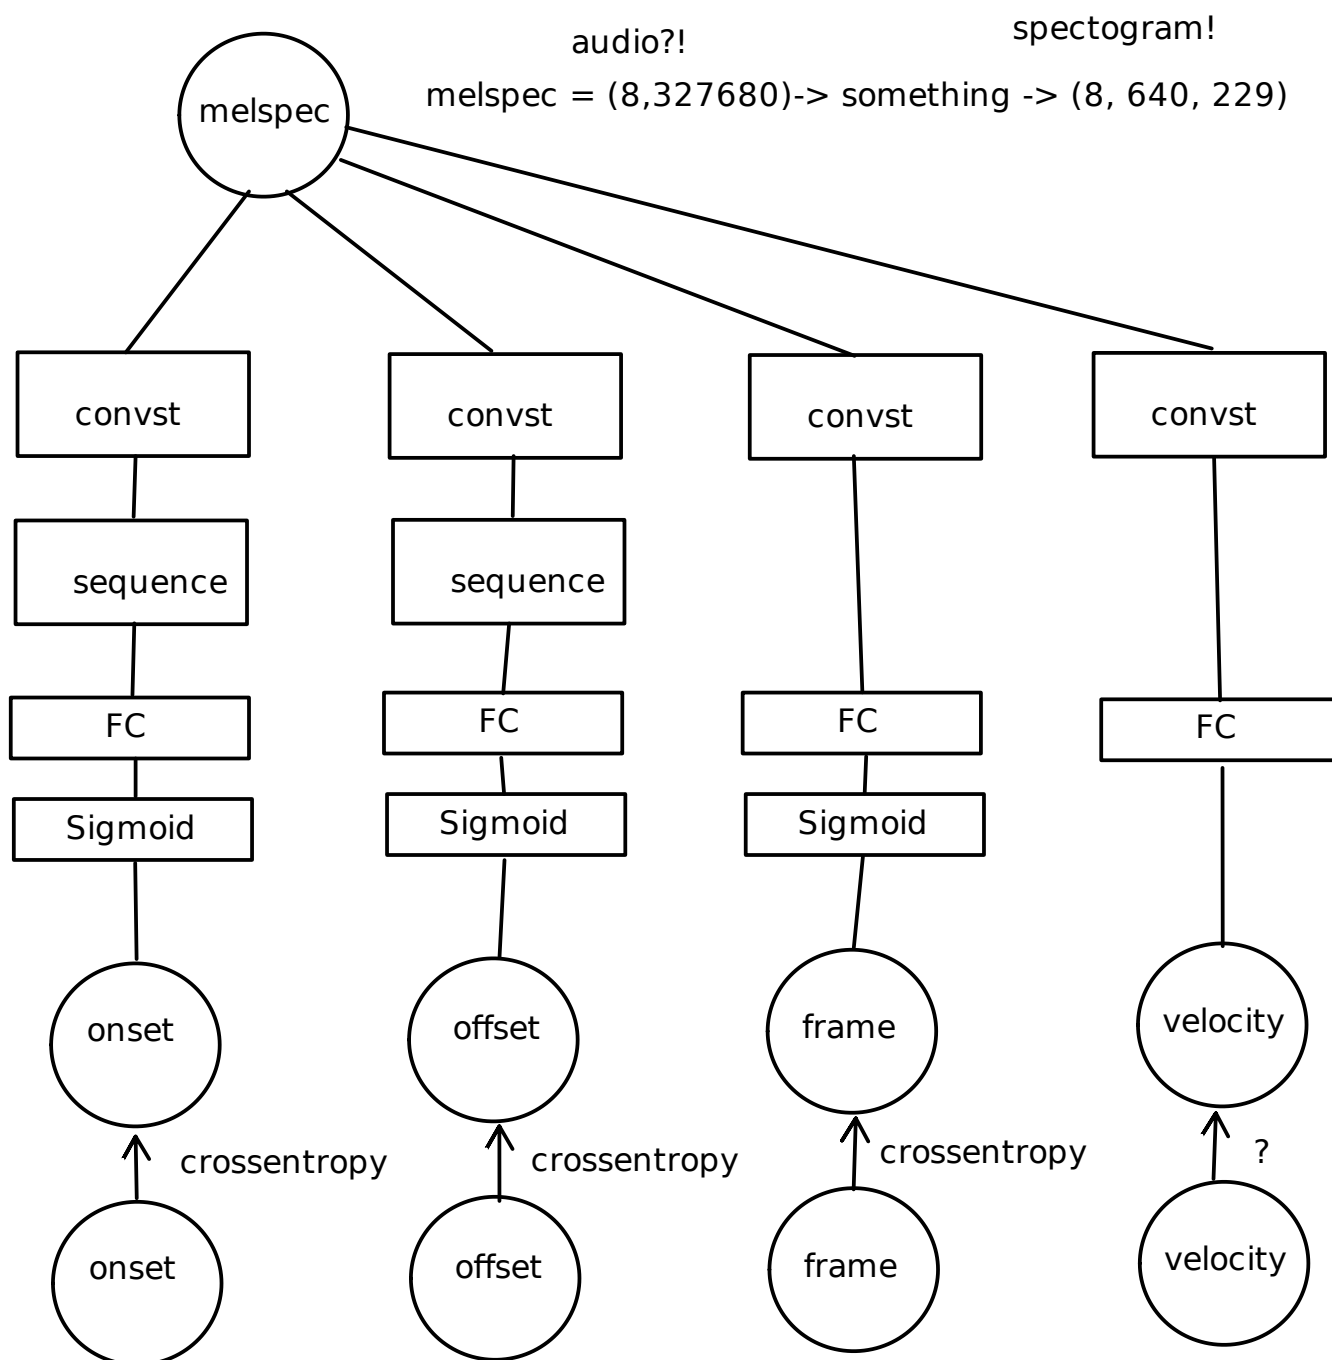 audio?!
spectogram!
melspec
melspec = (8,327680)-> something -> (8, 640, 229)
convst
convst
convst
convst
sequence
sequence
FC
FC
FC
FC
Sigmoid
Sigmoid
Sigmoid
onset
offset
frame
velocity
crossentropy
crossentropy
crossentropy
?
onset
offset
frame
velocity